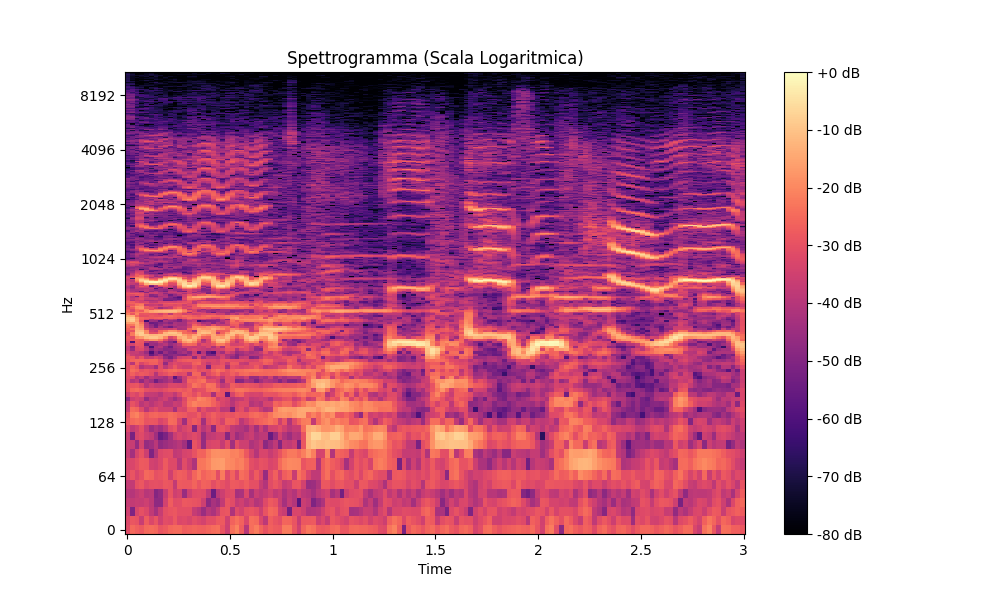 Spettrogramma (Scala Logaritmica)
Hz
8192
4096
2048
1024
512
256
128
64
0
0
0.5
1
1.5
2
2.5
3
Time
+0 dB
-10 dB
-20 dB
-30 dB
-40 dB
-50 dB
-60 dB
-70 dB
-80 dB